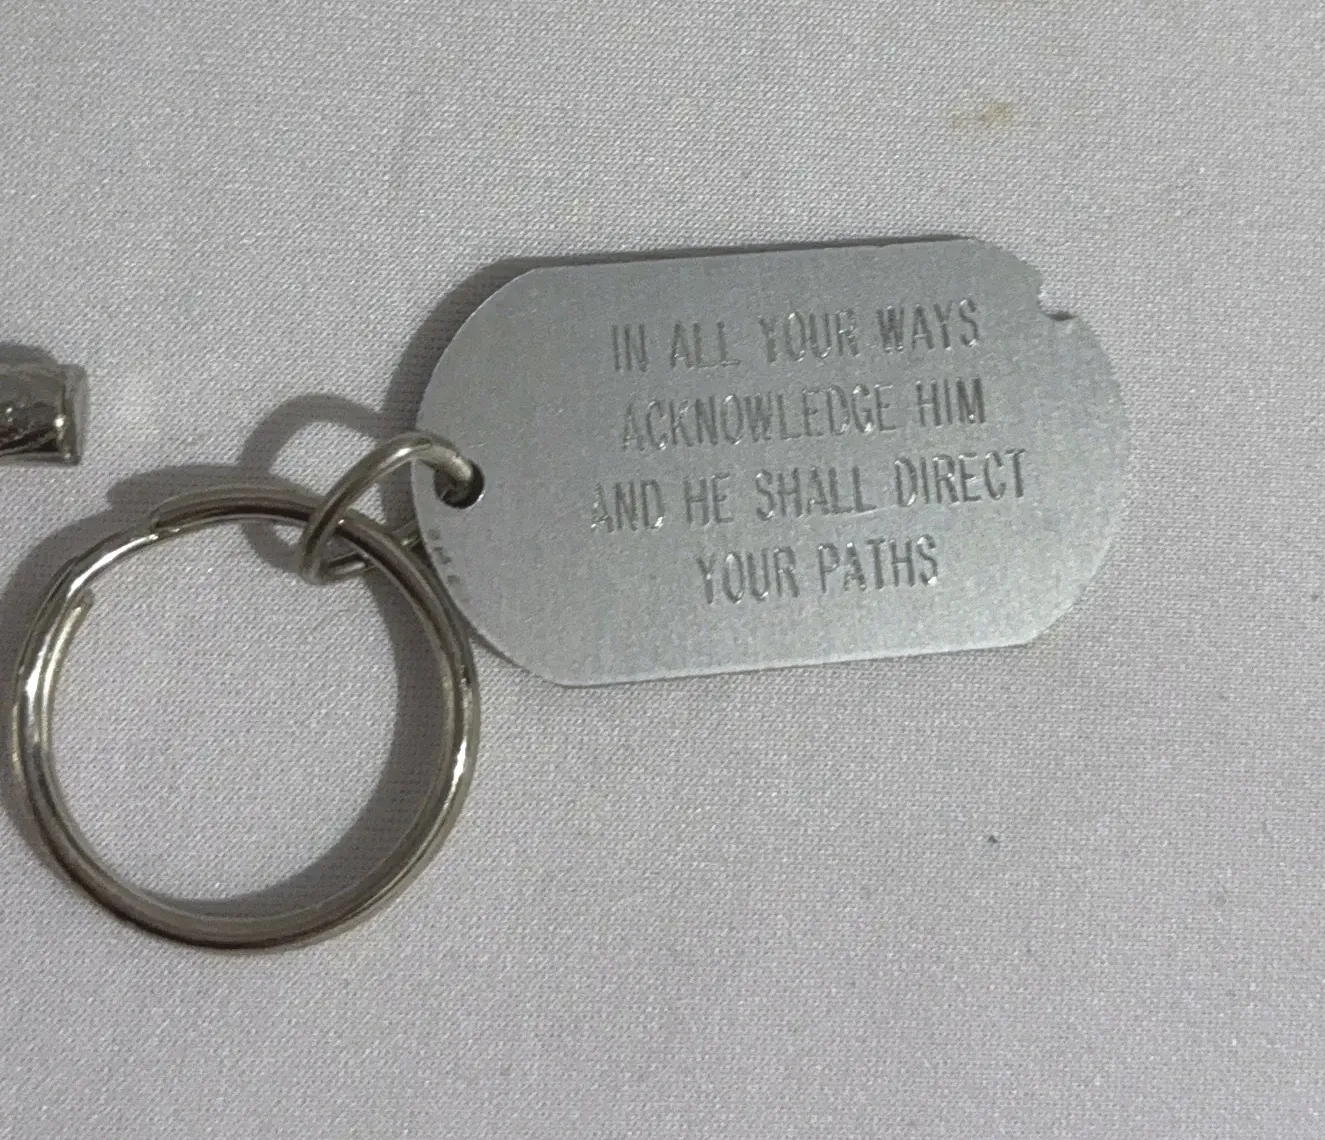 IN ALL YOUR WAYS
ACKNOWLEDGE HIM
AND HE SHALL DIRECT
YOUR PATHS